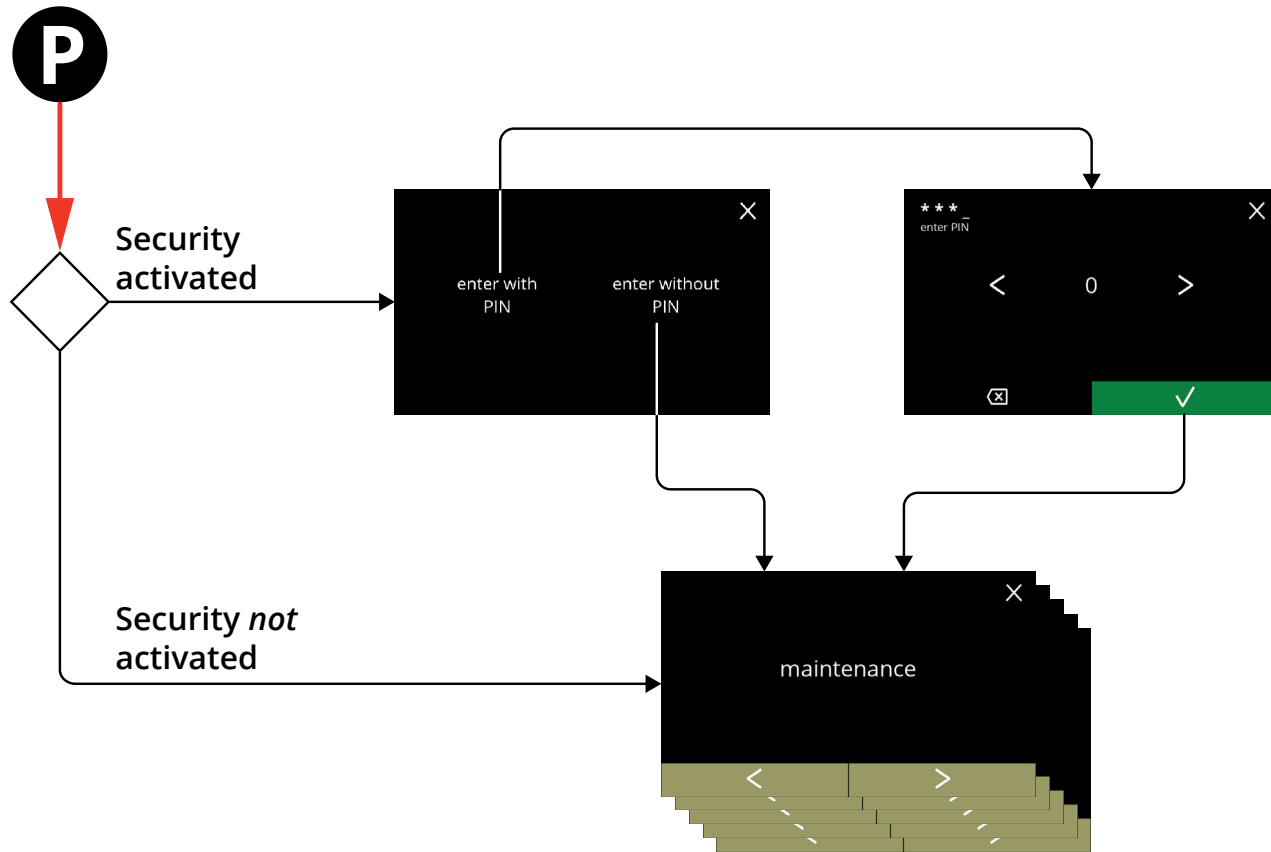 P
Security
activated
enter with
PIN
enter without
PIN
* * * _
enter PIN
0
Security not
activated
maintenance